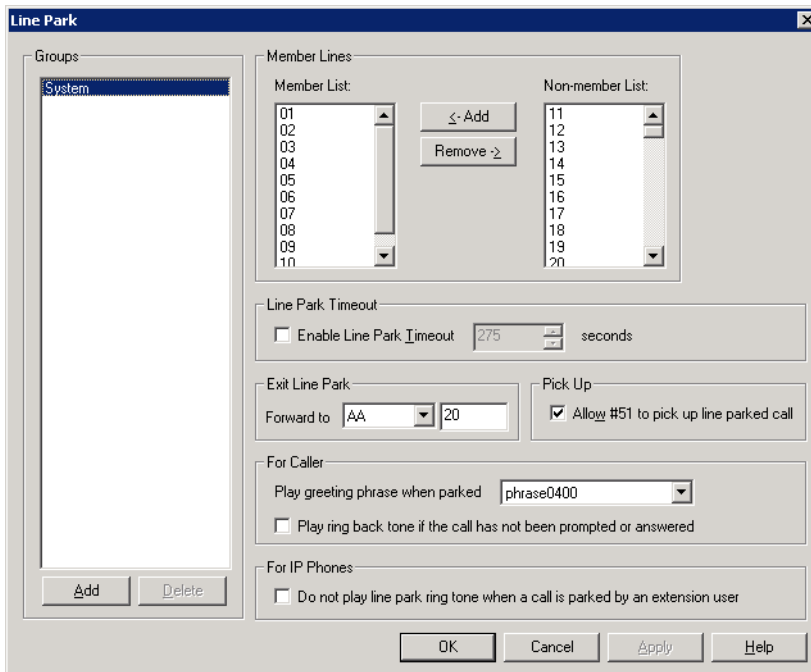 Line Park
Groups
System
Add
Delete
Member Lines
Member List:
01
02
03
04
05
06
07
08
09
10
<- Add
Remove ->
Non-member List:
11
12
13
14
15
16
17
18
19
20
Line Park Timeout
Enable Line Park Timeout 275 seconds
Exit Line Park
Forward to AA 20
Pick Up
Allow #51 to pick up line parked call
For Caller
Play greeting phrase when parked phrase0400
Play ring back tone if the call has not been prompted or answered
For IP Phones
Do not play line park ring tone when a call is parked by an extension user
OK Cancel Apply Help